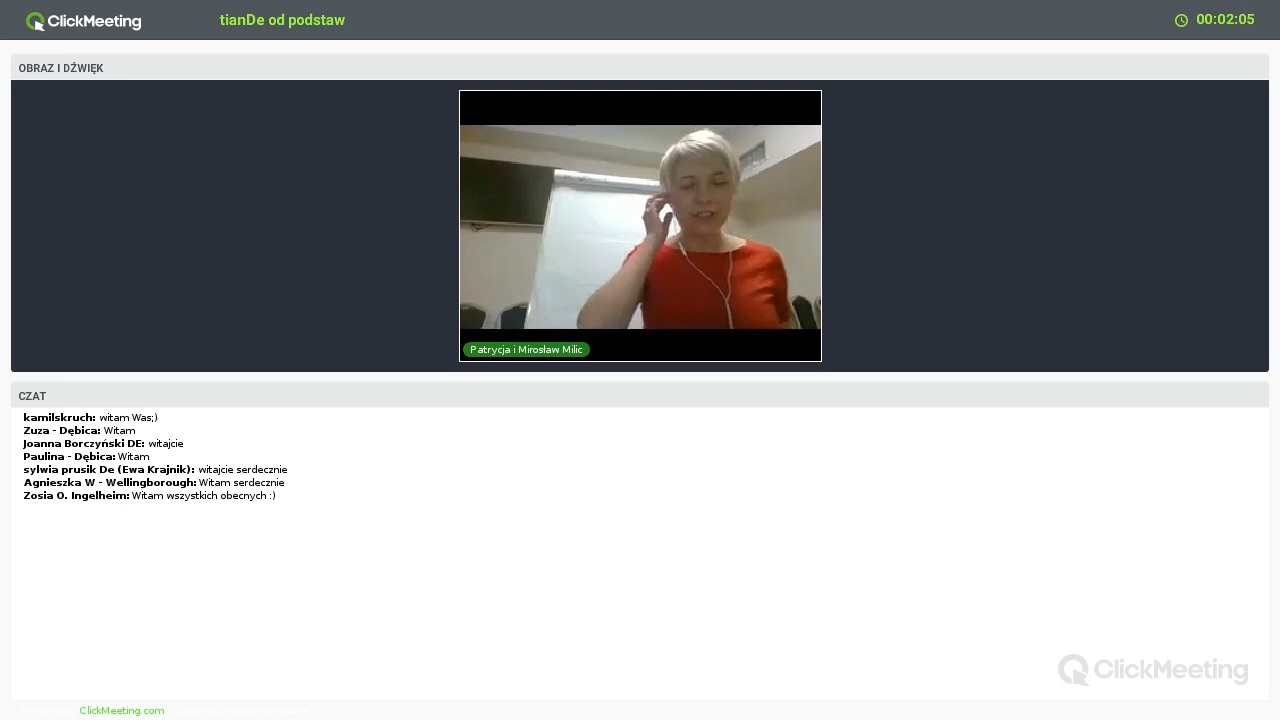 ClickMeeting
tianDe od podstaw
00:02:05
OBRAZ I DŹWIĘK
Patrycja i Mirosław Milic
CZAT
kamilskruch: witam Was;)
Zuza - Dębica: Witam
Joanna Borczyński DE: witajcie
Paulina - Dębica: Witam
sylwia prusik De (Ewa Krajnik): witajcie serdecznie
Agnieszka W - Wellingborough: Witam serdecznie
Zosia O. Ingelheim: Witam wszystkich obecnych :)
ClickMeeting
ClickMeeting.com